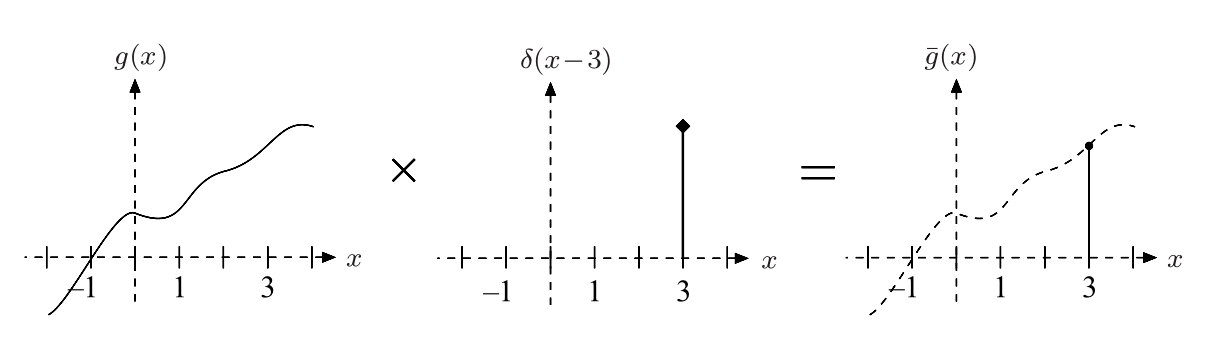 g(x) δ(x−3) ḡ(x)
× =
x x x
–1 1 3 –1 1 3 –1 1 3